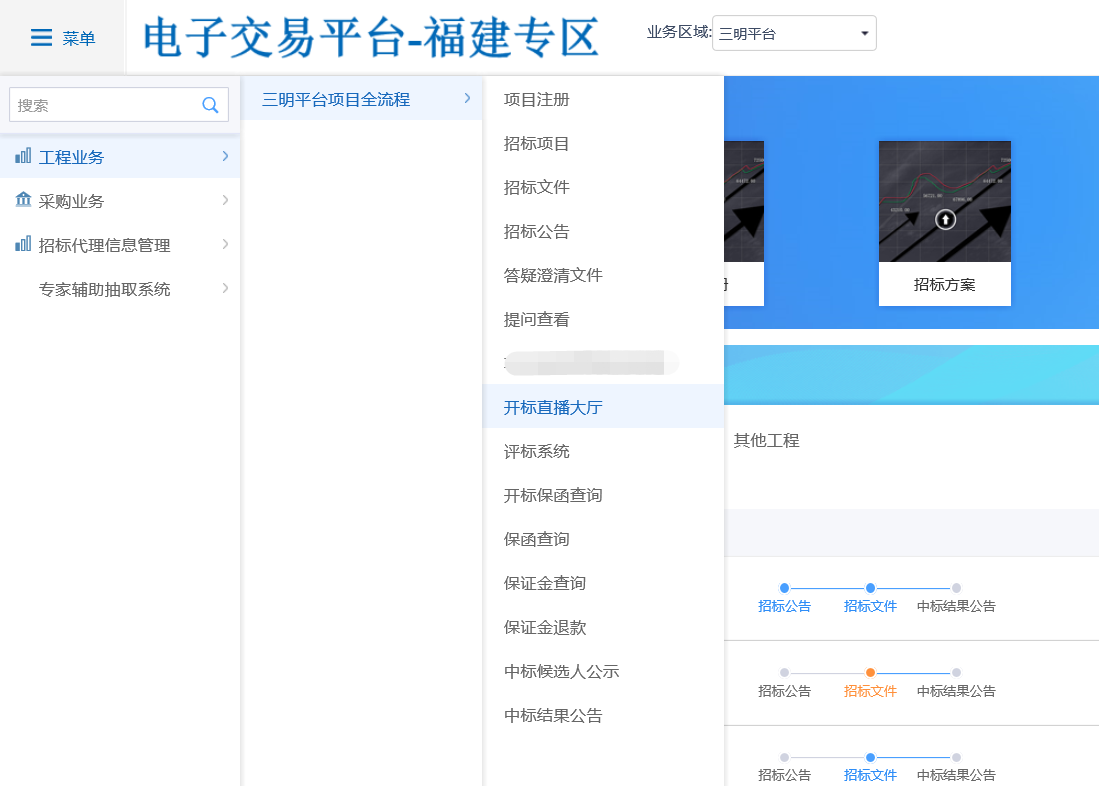 菜单
电子交易平台-福建专区
业务区域:
三明平台
搜索
工程业务
采购业务
招标代理信息管理
专家辅助抽取系统
三明平台项目全流程
项目注册
招标项目
招标文件
招标公告
答疑澄清文件
提问查看
开标直播大厅
评标系统
开标保函查询
保函查询
保证金查询
保证金退款
中标候选人公示
中标结果公告
招标方案
其他工程
招标公告 招标文件 中标结果公告
招标公告 招标文件 中标结果公告
招标公告 招标文件 中标结果公告